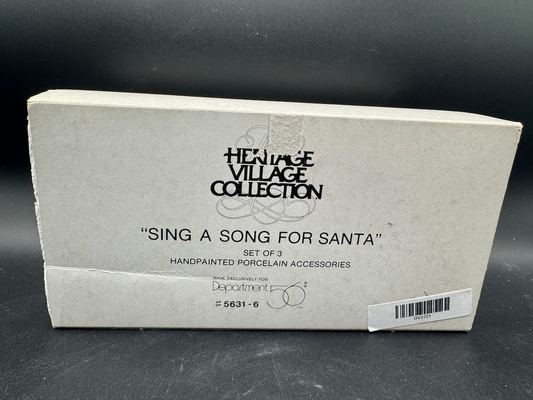 HERITAGE
VILLAGE
COLLECTION
"SING A SONG FOR SANTA"
SET OF 3
HANDPAINTED PORCELAIN ACCESSORIES
MADE EXCLUSIVELY FOR
Department 56
#5631-6